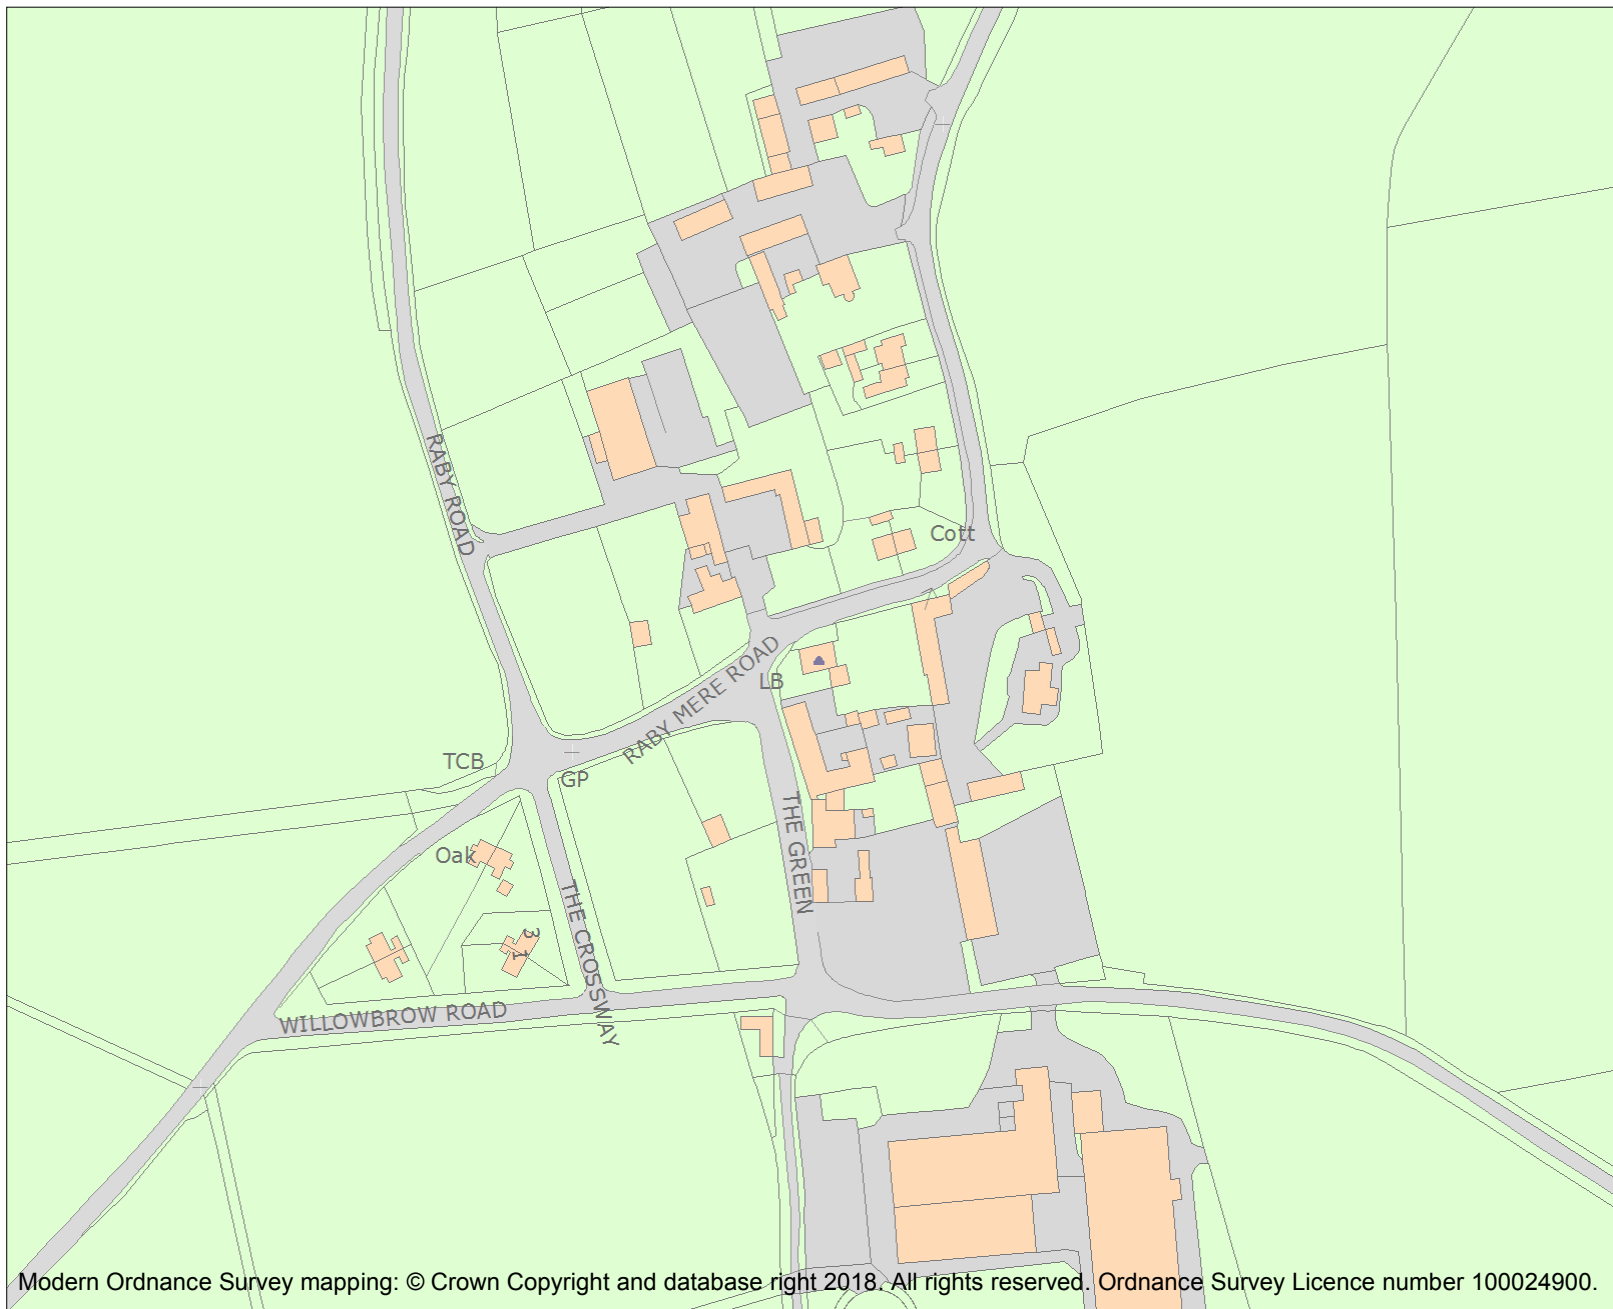 RABY ROAD
Cott
RABY MERE ROAD
LB
TCB
GP
THE GREEN
Oak
THE CROSSWAY
3
1
WILLOWBROW ROAD
Modern Ordnance Survey mapping: © Crown Copyright and database right 2018. All rights reserved. Ordnance Survey Licence number 100024900.